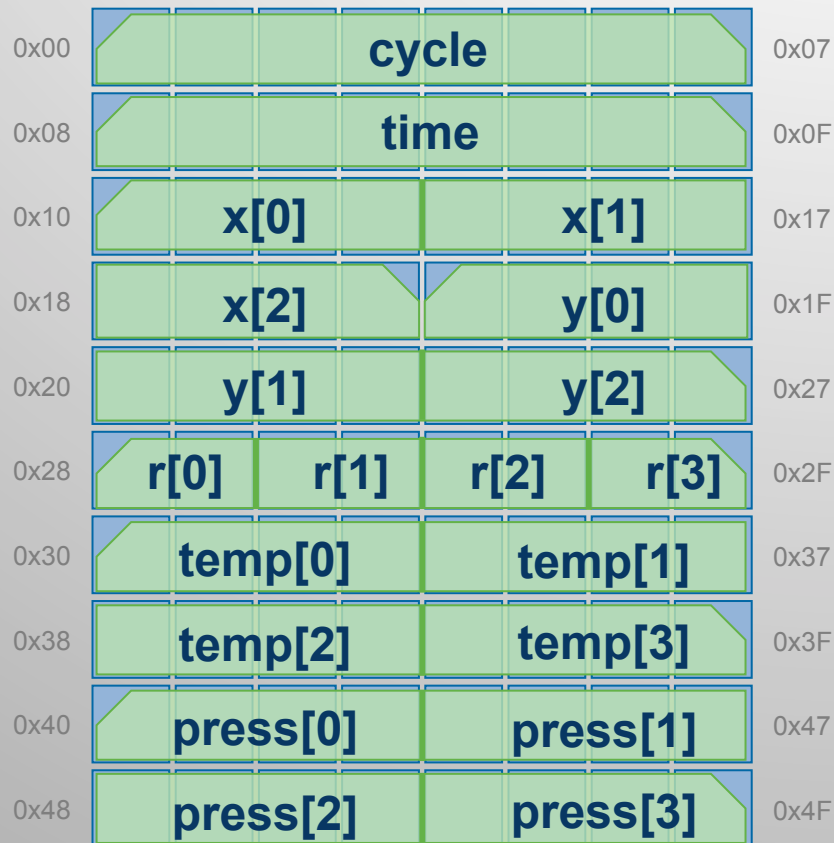 0x00 cycle 0x07
0x08 time 0x0F
0x10 x[0] x[1] 0x17
0x18 x[2] y[0] 0x1F
0x20 y[1] y[2] 0x27
0x28 r[0] r[1] r[2] r[3] 0x2F
0x30 temp[0] temp[1] 0x37
0x38 temp[2] temp[3] 0x3F
0x40 press[0] press[1] 0x47
0x48 press[2] press[3] 0x4F